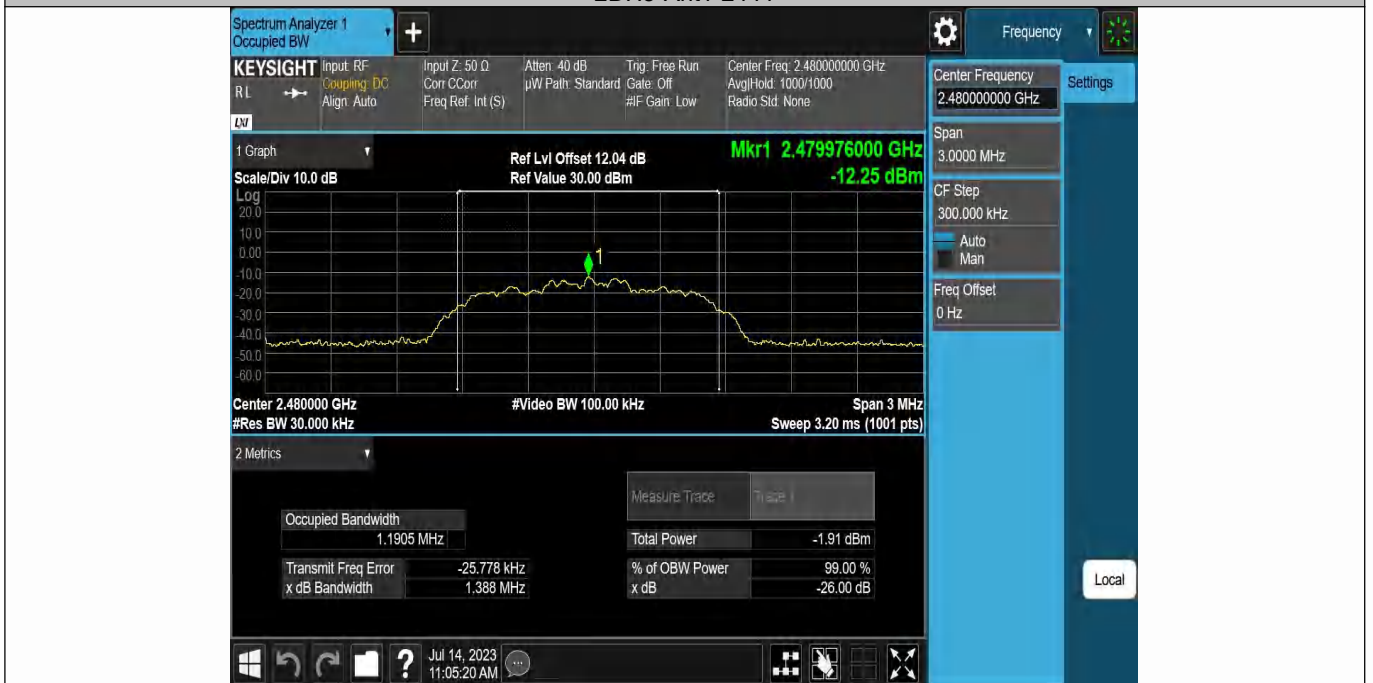 Spectrum Analyzer 1
Occupied BW
+
Frequency
KEYSIGHT
RL
LXI
Input: RF
Coupling: DC
Align: Auto
Input Z: 50 Ω
Corr CCorr
Freq Ref: Int (S)
Atten: 40 dB
µW Path: Standard
Trig: Free Run
Gate: Off
#IF Gain: Low
Center Freq: 2.480000000 GHz
Avg|Hold: 1000/1000
Radio Std: None
Center Frequency
2.480000000 GHz
Settings
Span
3.0000 MHz
CF Step
300.000 kHz
Auto
Man
Freq Offset
0 Hz
Local
1 Graph
Scale/Div 10.0 dB
Ref Lvl Offset 12.04 dB
Ref Value 30.00 dBm
Mkr1 2.479976000 GHz
-12.25 dBm
Log
20.0
10.0
0.00
-10.0
-20.0
-30.0
-40.0
-50.0
-60.0
1
Center 2.480000 GHz
#Video BW 100.00 kHz
Span 3 MHz
#Res BW 30.000 kHz
Sweep 3.20 ms (1001 pts)
2 Metrics
Measure Trace
Trace 1
Occupied Bandwidth
1.1905 MHz
Total Power
-1.91 dBm
Transmit Freq Error
-25.778 kHz
% of OBW Power
99.00 %
x dB Bandwidth
1.388 MHz
x dB
-26.00 dB
?
Jul 14, 2023
11:05:20 AM